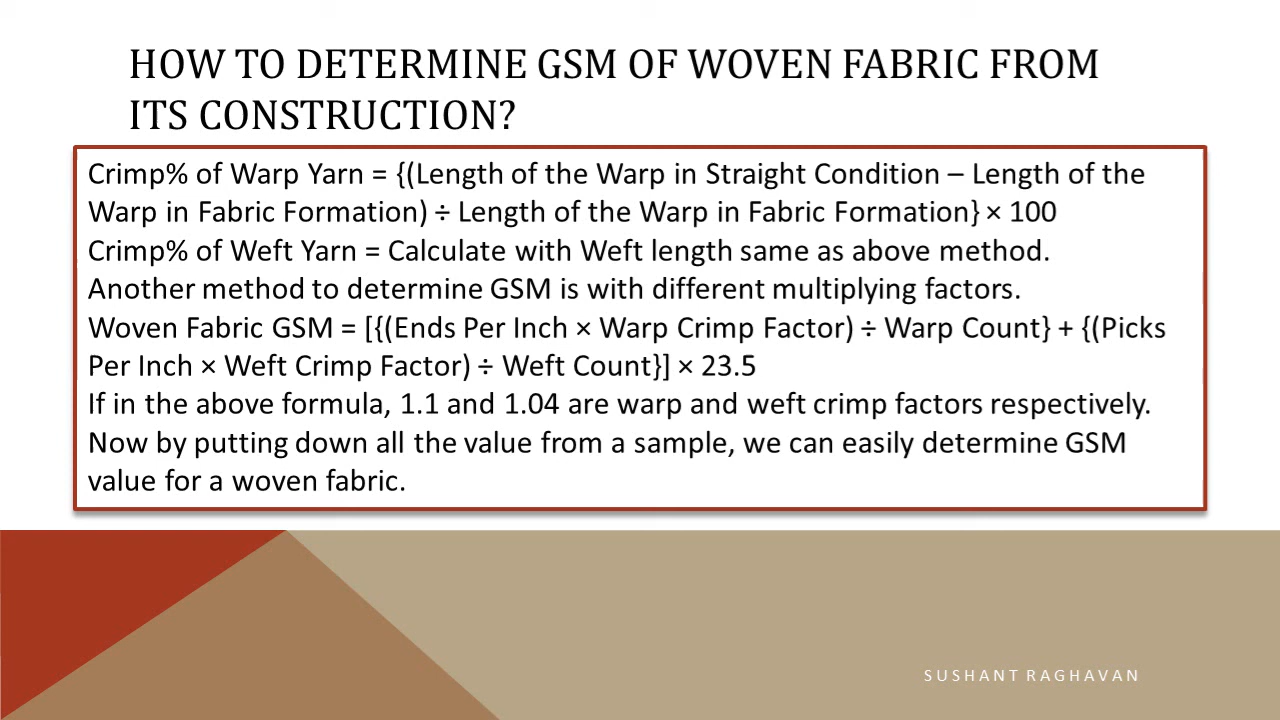 HOW TO DETERMINE GSM OF WOVEN FABRIC FROM
ITS CONSTRUCTION?
Crimp% of Warp Yarn = {(Length of the Warp in Straight Condition – Length of the
Warp in Fabric Formation) ÷ Length of the Warp in Fabric Formation} × 100
Crimp% of Weft Yarn = Calculate with Weft length same as above method.
Another method to determine GSM is with different multiplying factors.
Woven Fabric GSM = [{(Ends Per Inch × Warp Crimp Factor) ÷ Warp Count} + {(Picks
Per Inch × Weft Crimp Factor) ÷ Weft Count}] × 23.5
If in the above formula, 1.1 and 1.04 are warp and weft crimp factors respectively.
Now by putting down all the value from a sample, we can easily determine GSM
value for a woven fabric.
SUSHANT RAGHAVAN